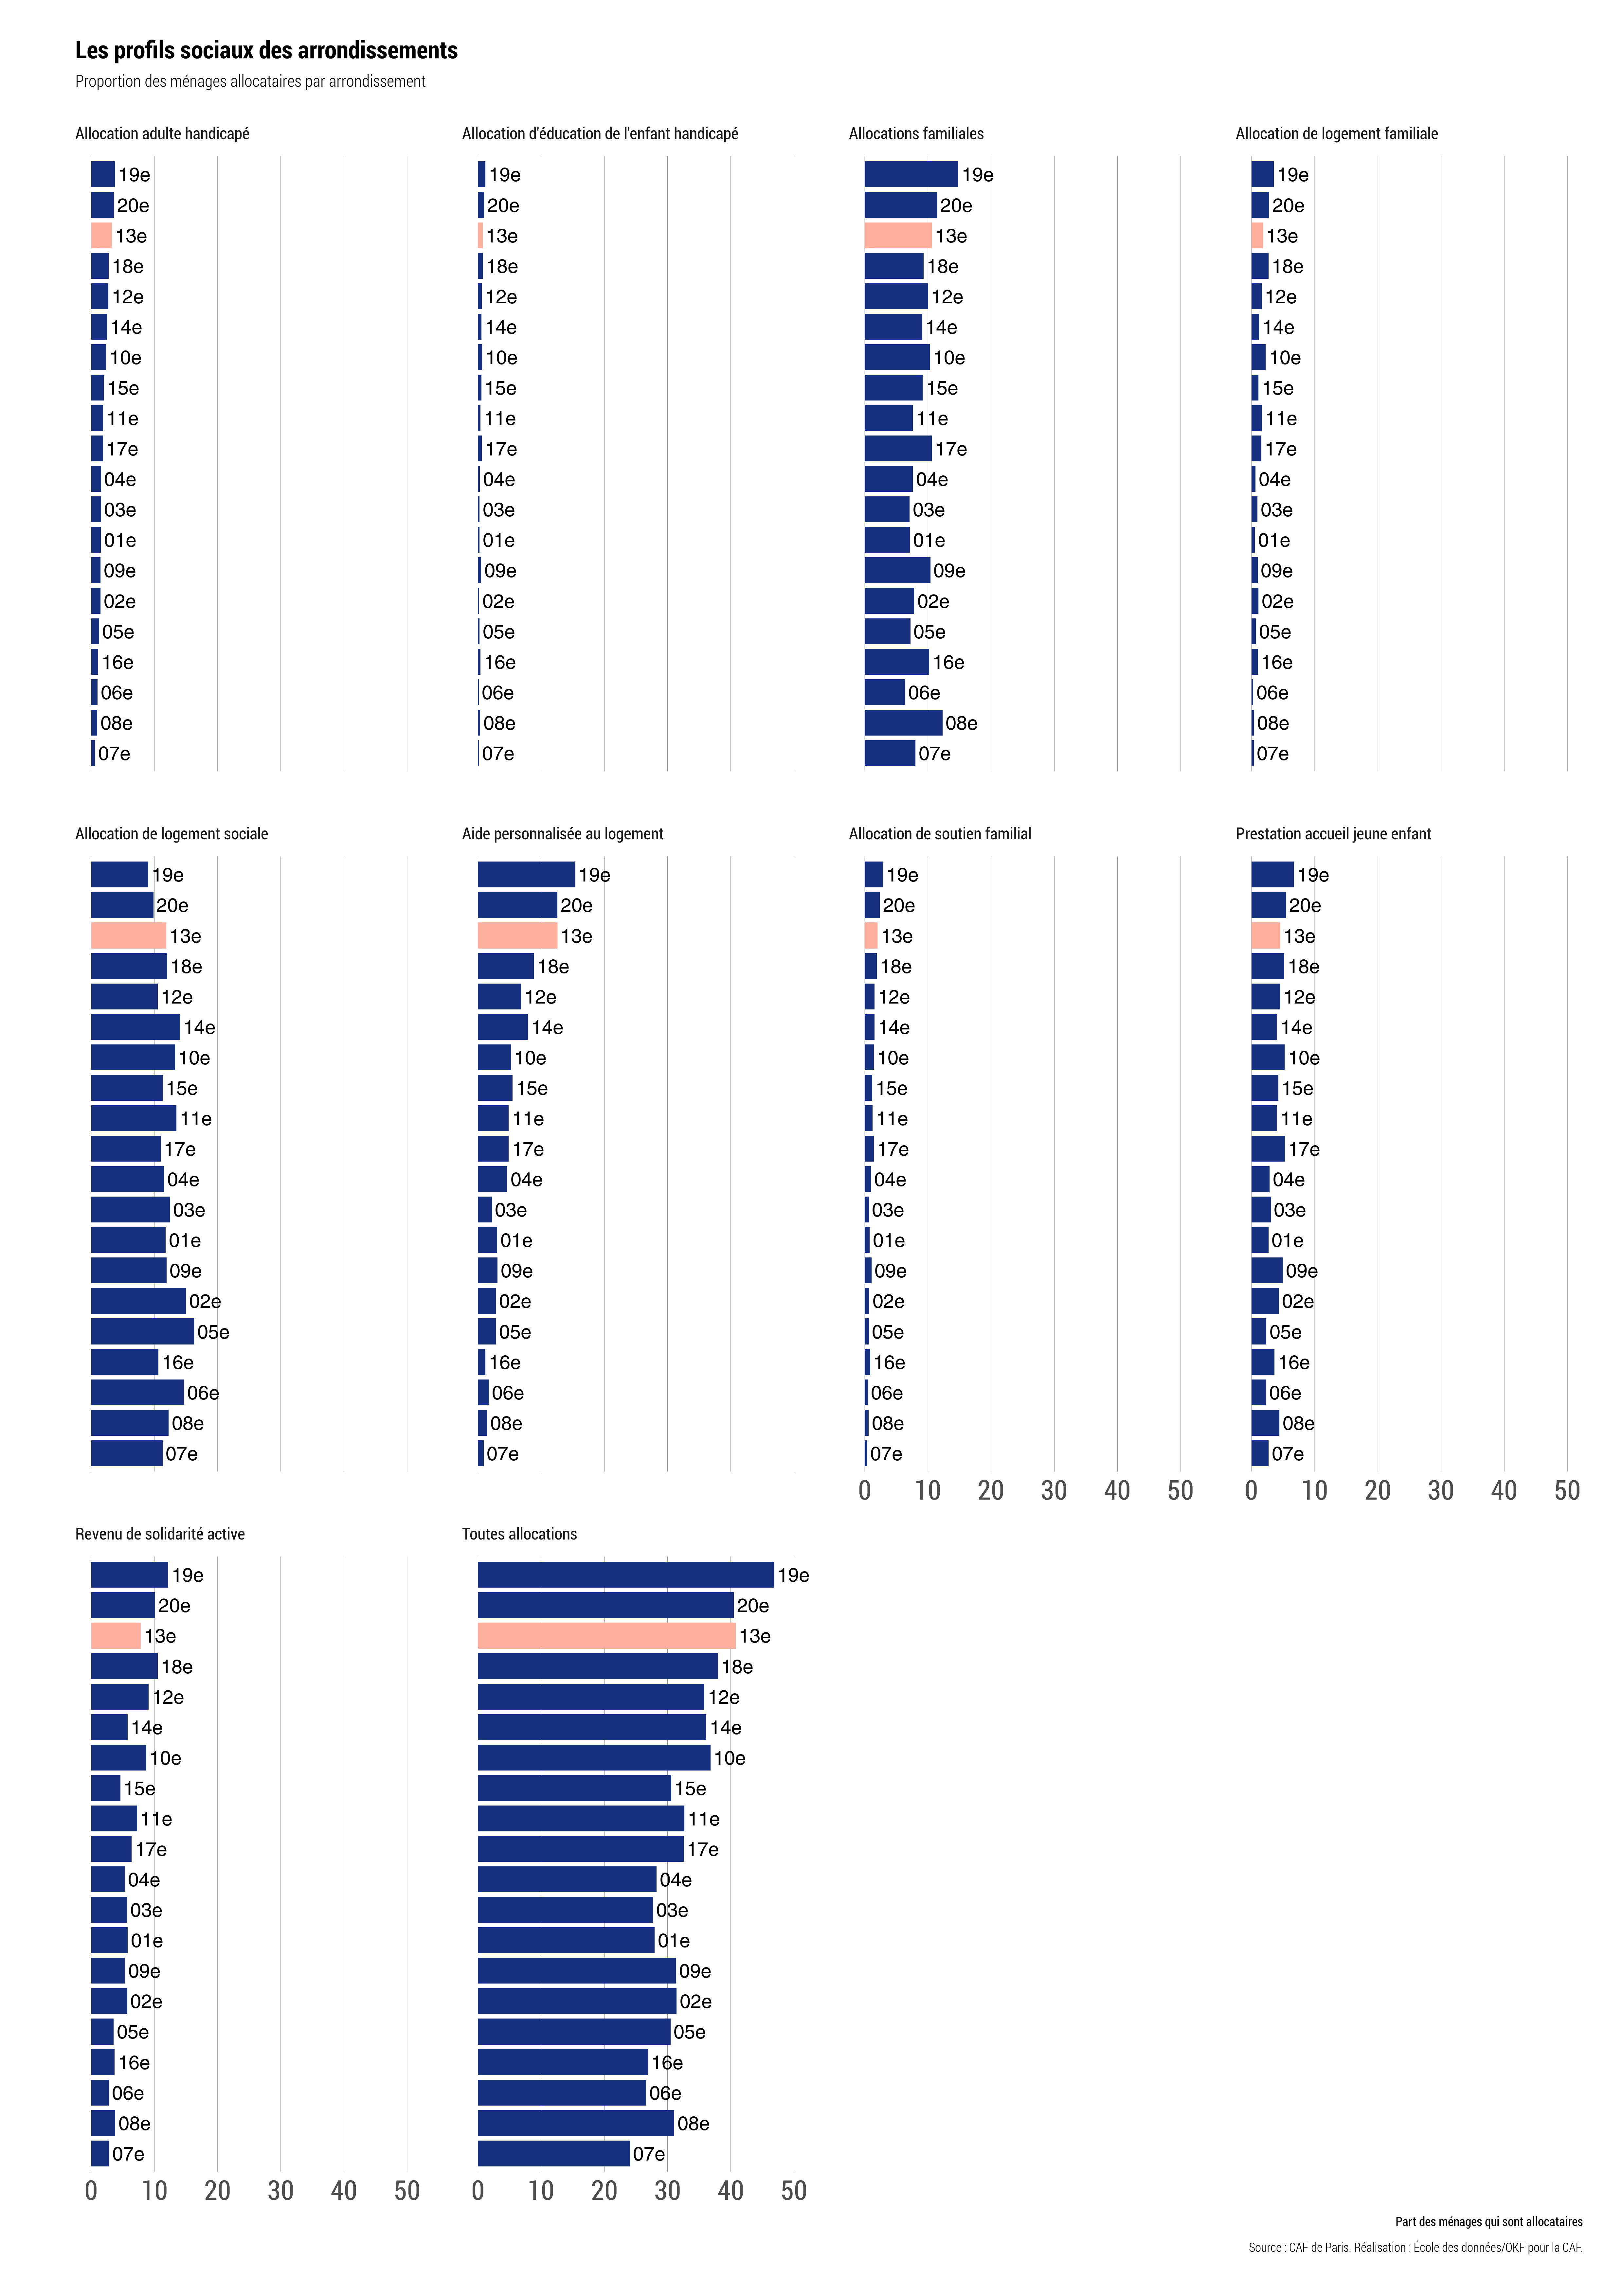 Les profils sociaux des arrondissements
Proportion des ménages allocataires par arrondissement
Allocation adulte handicapé
19e
20e
13e
18e
12e
14e
10e
15e
11e
17e
04e
03e
01e
09e
02e
05e
16e
06e
08e
07e
Allocation d'éducation de l'enfant handicapé
19e
20e
13e
18e
12e
14e
10e
15e
11e
17e
04e
03e
01e
09e
02e
05e
16e
06e
08e
07e
Allocations familiales
19e
20e
13e
18e
12e
14e
10e
15e
11e
17e
04e
03e
01e
09e
02e
05e
16e
06e
08e
07e
Allocation de logement familiale
19e
20e
13e
18e
12e
14e
10e
15e
11e
17e
04e
03e
01e
09e
02e
05e
16e
06e
08e
07e
Allocation de logement sociale
19e
20e
13e
18e
12e
14e
10e
15e
11e
17e
04e
03e
01e
09e
02e
05e
16e
06e
08e
07e
Aide personnalisée au logement
19e
20e
13e
18e
12e
14e
10e
15e
11e
17e
04e
03e
01e
09e
02e
05e
16e
06e
08e
07e
Allocation de soutien familial
19e
20e
13e
18e
12e
14e
10e
15e
11e
17e
04e
03e
01e
09e
02e
05e
16e
06e
08e
07e
0 10 20 30 40 50
Prestation accueil jeune enfant
19e
20e
13e
18e
12e
14e
10e
15e
11e
17e
04e
03e
01e
09e
02e
05e
16e
06e
08e
07e
0 10 20 30 40 50
Revenu de solidarité active
19e
20e
13e
18e
12e
14e
10e
15e
11e
17e
04e
03e
01e
09e
02e
05e
16e
06e
08e
07e
0 10 20 30 40 50
Toutes allocations
19e
20e
13e
18e
12e
14e
10e
15e
11e
17e
04e
03e
01e
09e
02e
05e
16e
06e
08e
07e
0 10 20 30 40 50
Part des ménages qui sont allocataires
Source : CAF de Paris. Réalisation : École des données/OKF pour la CAF.